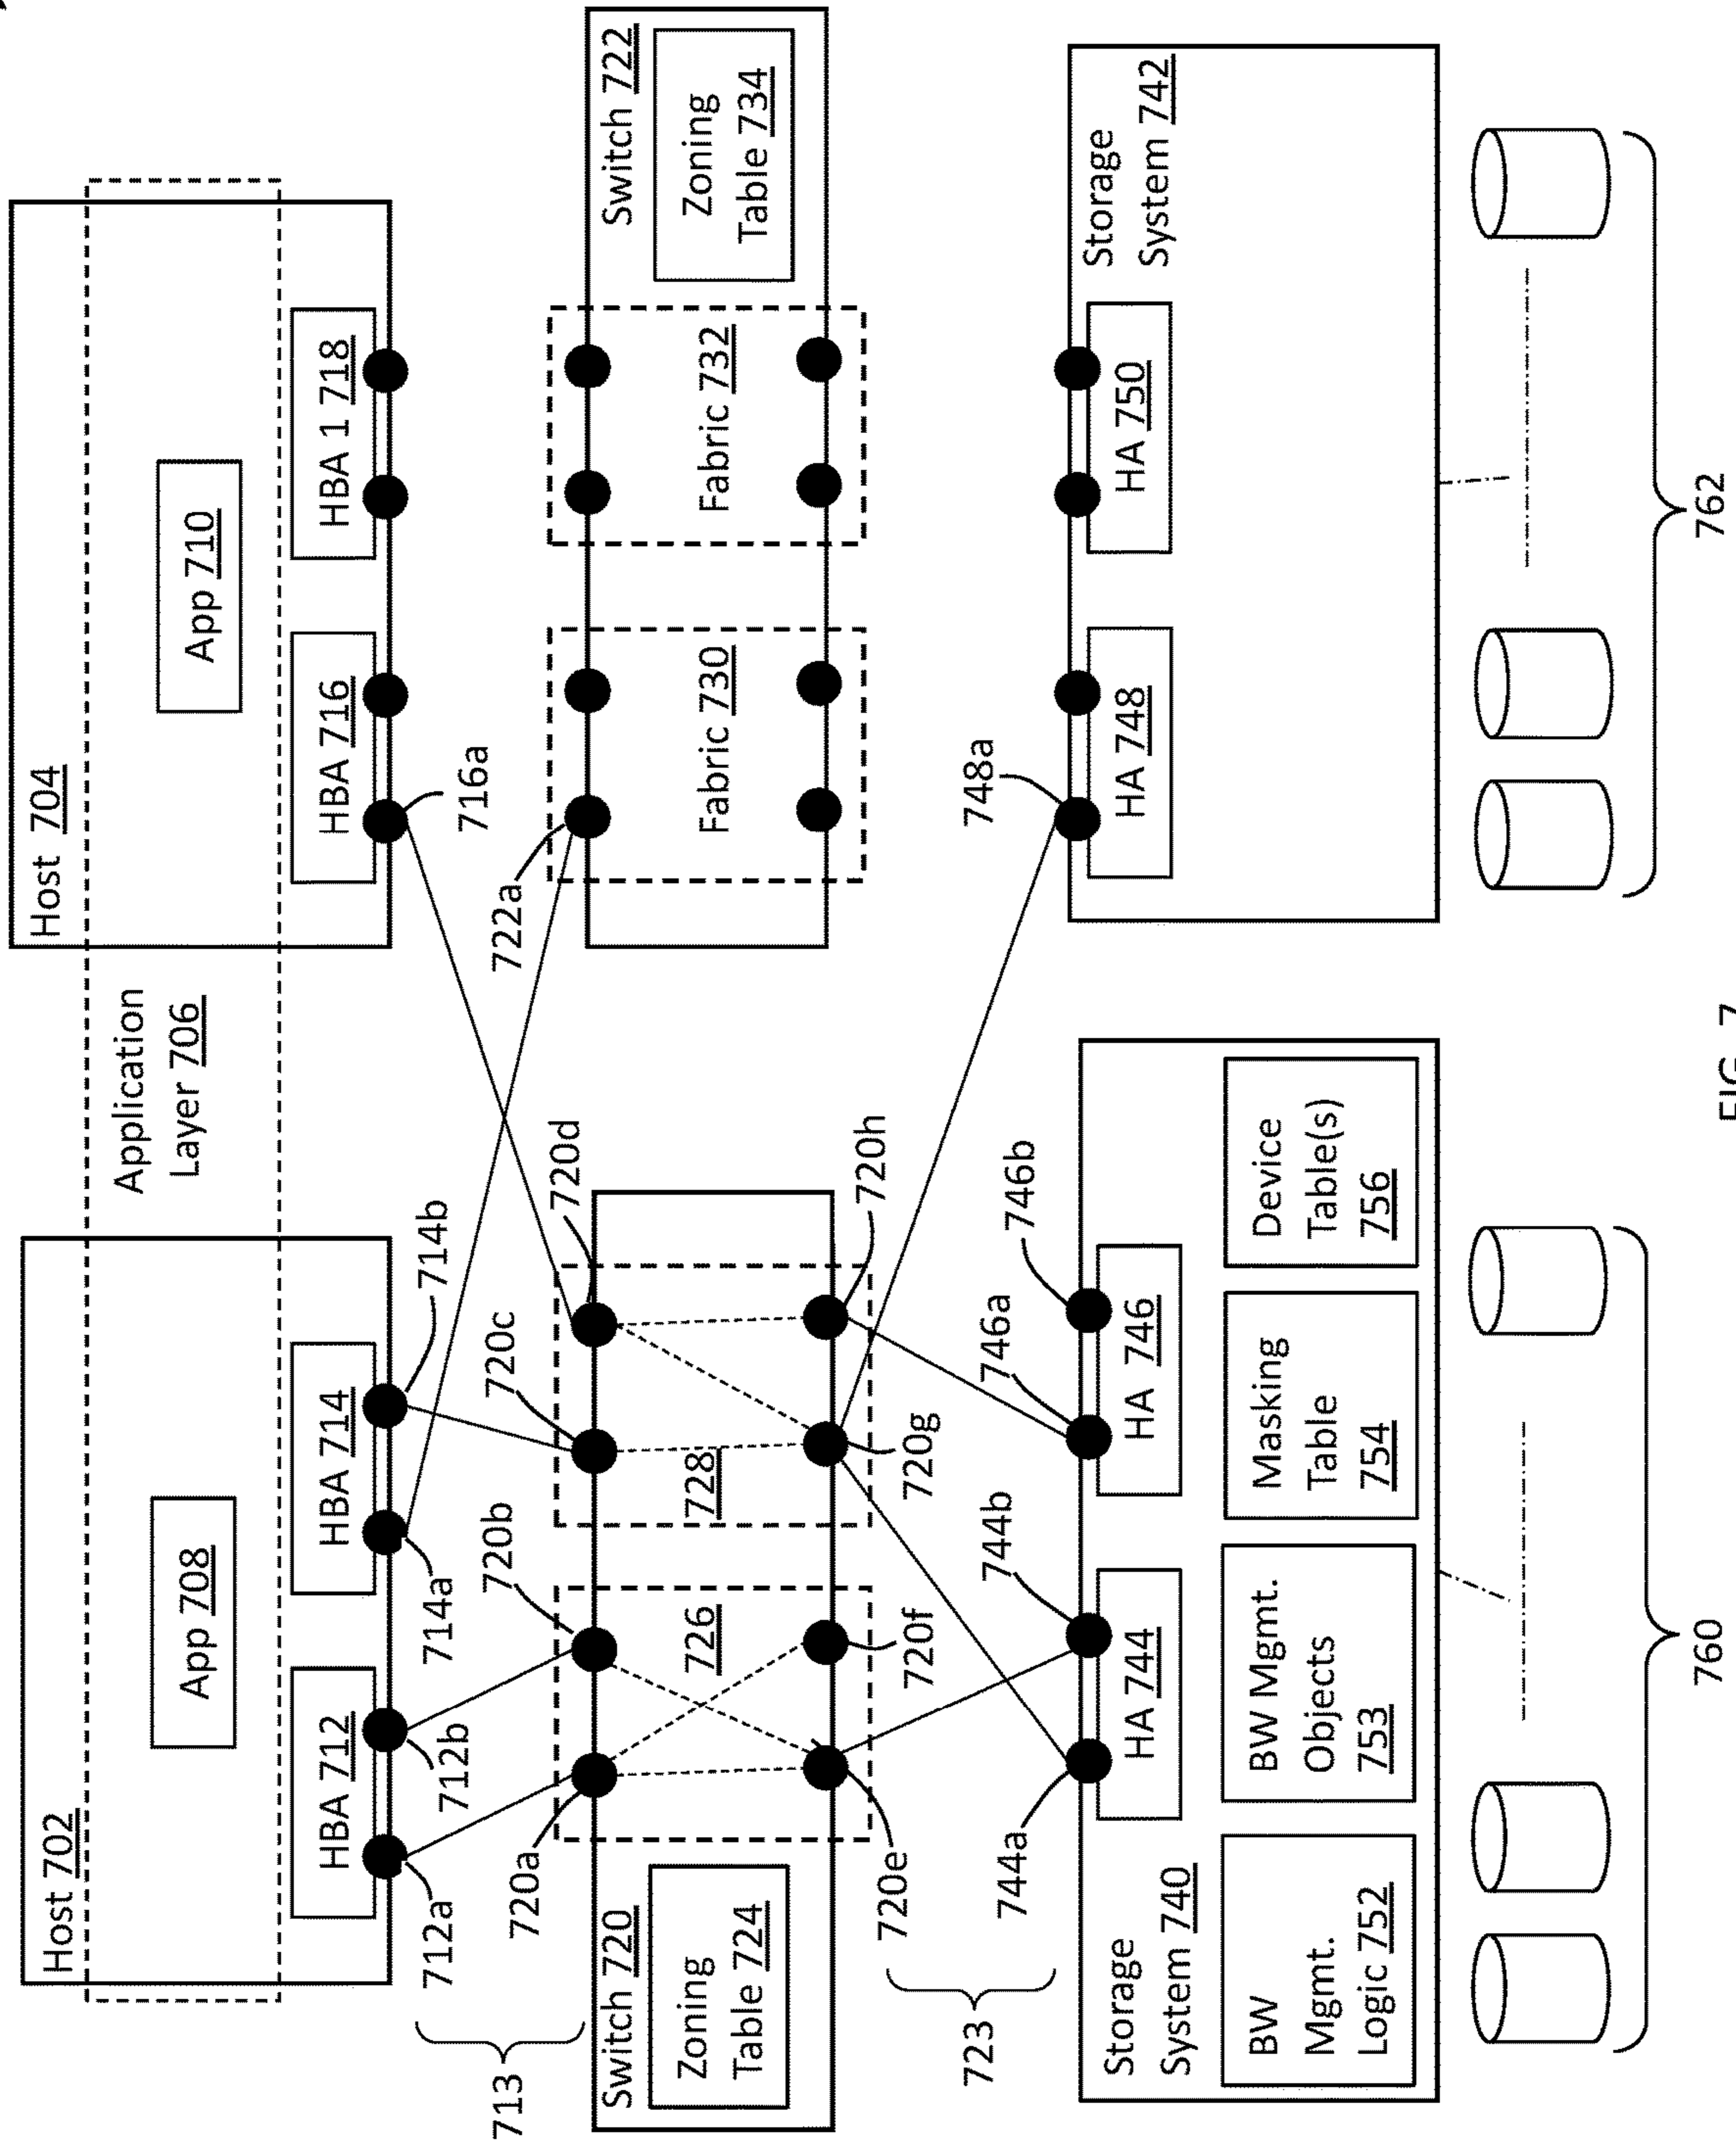 Host 702
Host 704
Application
Layer 706
App 708
App 710
HBA 712
HBA 714
HBA 716
HBA 1 718
712a
712b
714a
714b
716a
713
720a
720b
720c
720d
722a
Switch 720
Zoning
Table 724
726
728
Fabric 730
Fabric 732
Switch 722
Zoning
Table 734
720e
720f
720g
720h
723
744a
744b
746a
746b
748a
Storage
System 740
HA 744
HA 746
BW
Mgmt.
Logic 752
BW Mgmt.
Objects
753
Masking
Table
754
Device
Table(s)
756
HA 748
HA 750
Storage
System 742
760
762